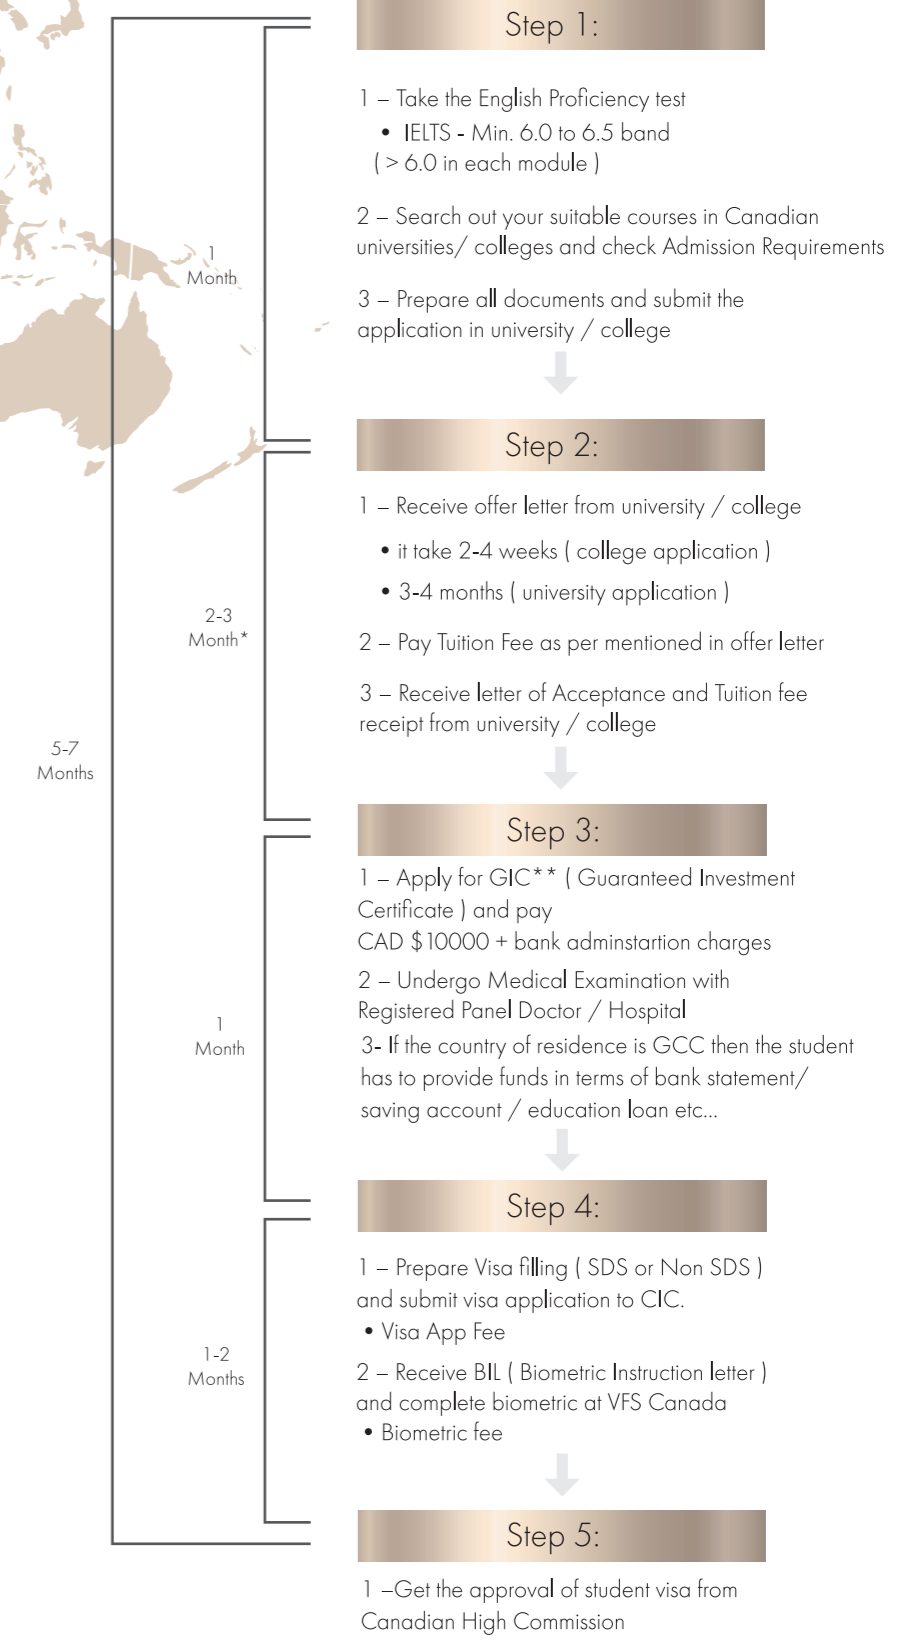 Step 1:
1 – Take the English Proficiency test
• IELTS - Min. 6.0 to 6.5 band
( > 6.0 in each module )
2 – Search out your suitable courses in Canadian
universities/ colleges and check Admission Requirements
1
Month
3 – Prepare all documents and submit the
application in university / college
Step 2:
1 – Receive offer letter from university / college
• it take 2-4 weeks ( college application )
• 3-4 months ( university application )
2-3
Month*
2 – Pay Tuition Fee as per mentioned in offer letter
3 – Receive letter of Acceptance and Tuition fee
receipt from university / college
5-7
Months
Step 3:
1 – Apply for GIC** ( Guaranteed Investment
Certificate ) and pay
CAD $10000 + bank adminstartion charges
2 – Undergo Medical Examination with
Registered Panel Doctor / Hospital
1
Month
3- If the country of residence is GCC then the student
has to provide funds in terms of bank statement/
saving account / education loan etc...
Step 4:
1 – Prepare Visa filling ( SDS or Non SDS )
and submit visa application to CIC.
• Visa App Fee
1-2
Months
2 – Receive BIL ( Biometric Instruction letter )
and complete biometric at VFS Canada
• Biometric fee
Step 5:
1 –Get the approval of student visa from
Canadian High Commission